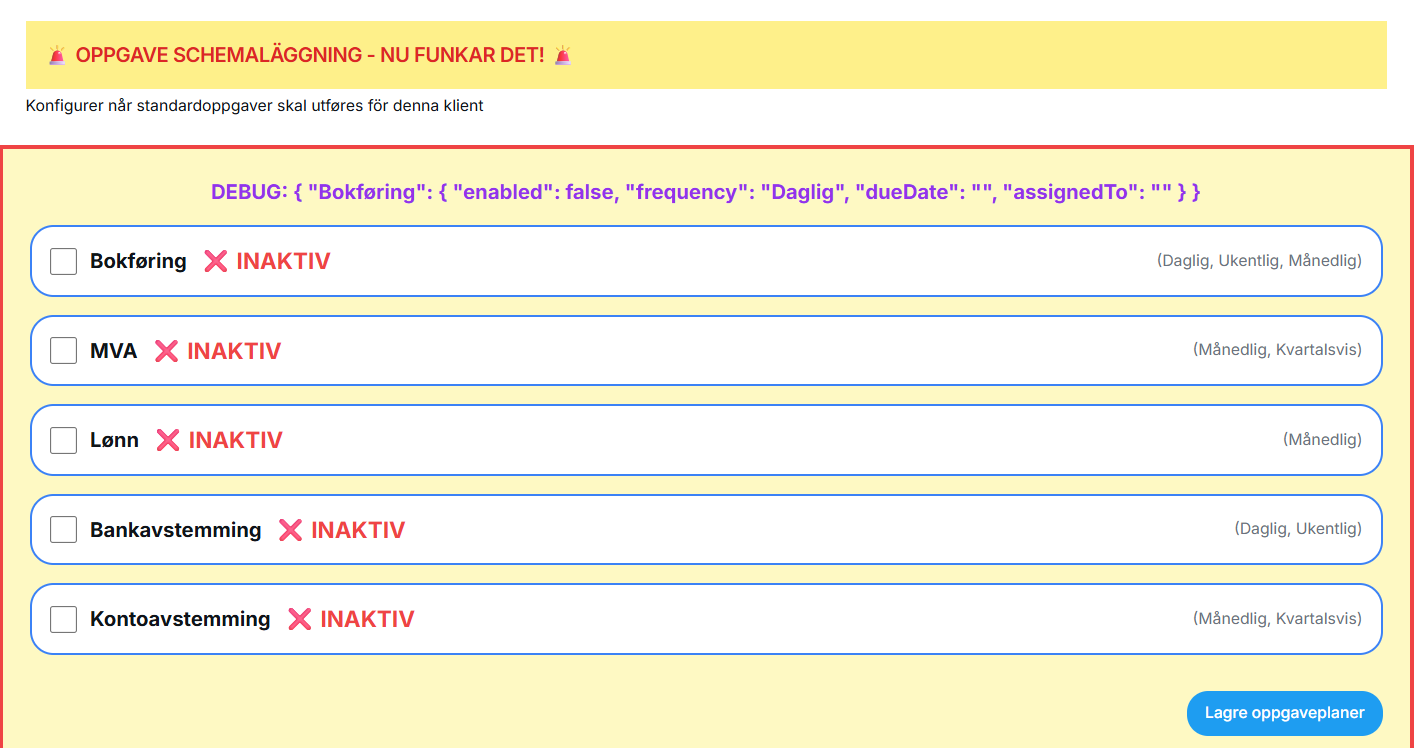 🚨 OPPGAVE SCHEMALÄGGNING - NU FUNKAR DET! 🚨
Konfigurer når standardoppgaver skal utføres för denna klient
DEBUG: { "Bokføring": { "enabled": false, "frequency": "Daglig", "dueDate": "", "assignedTo": "" } }
Bokføring ❌ INAKTIV (Daglig, Ukentlig, Månedlig)
MVA ❌ INAKTIV (Månedlig, Kvartalsvis)
Lønn ❌ INAKTIV (Månedlig)
Bankavstemming ❌ INAKTIV (Daglig, Ukentlig)
Kontoavstemming ❌ INAKTIV (Månedlig, Kvartalsvis)
Lagre oppgaveplaner